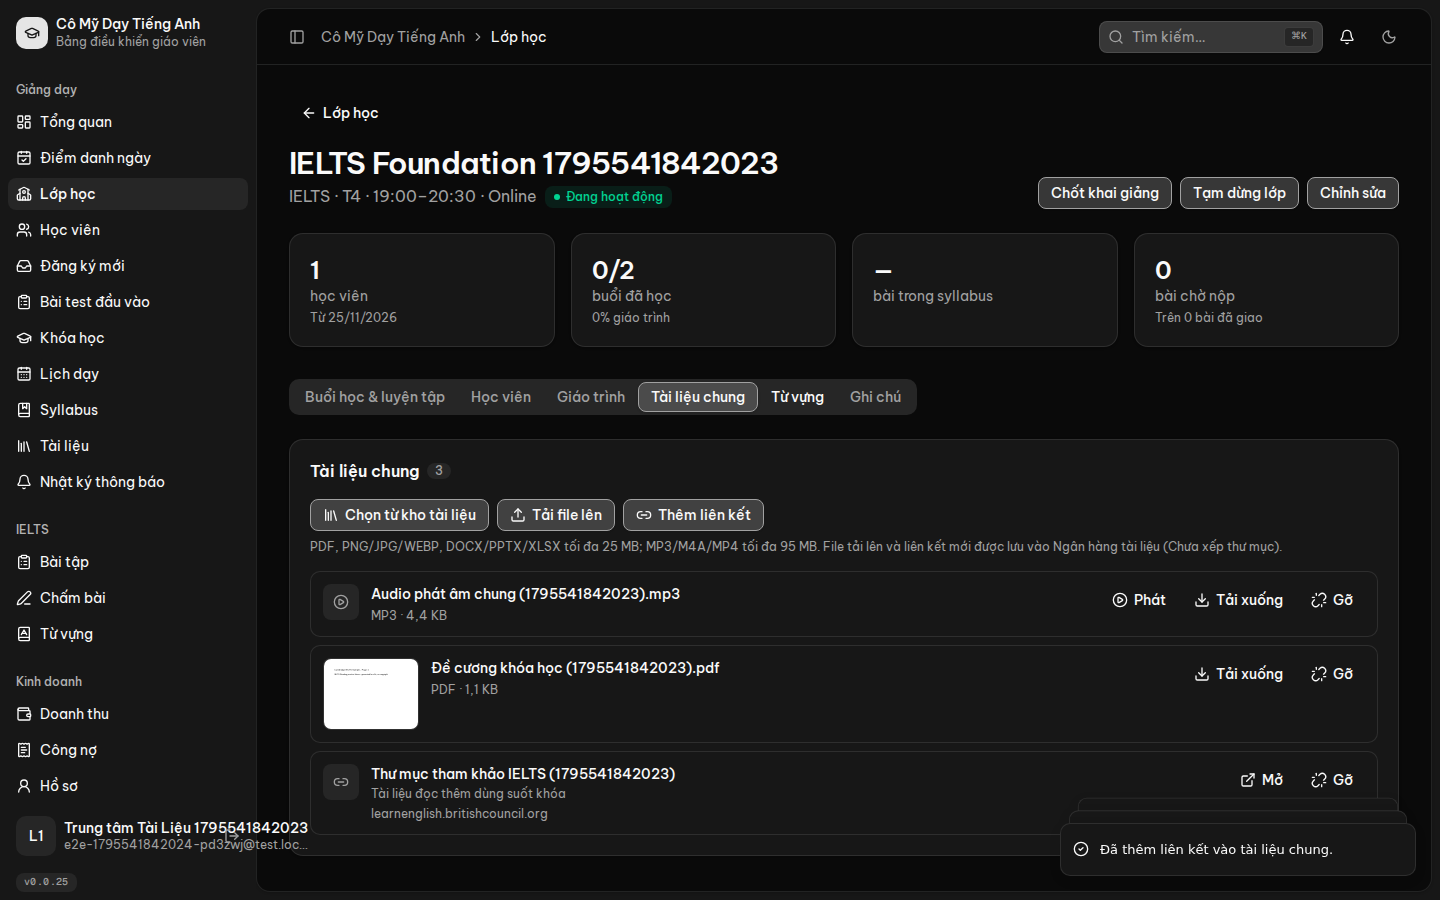 Cô Mỹ Dạy Tiếng Anh
Bảng điều khiển giáo viên
Giảng dạy
Tổng quan
Điểm danh ngày
Lớp học
Học viên
Đăng ký mới
Bài test đầu vào
Khóa học
Lịch dạy
Syllabus
Tài liệu
Nhật ký thông báo
IELTS
Bài tập
Chấm bài
Từ vựng
Kinh doanh
Doanh thu
Công nợ
Hồ sơ
L1
Trung tâm Tài Liệu 1795541842023
e2e-1795541842024-pd3zwj@test.loc...
v0.0.25
Cô Mỹ Dạy Tiếng Anh > Lớp học
Tìm kiếm... ⌘K
Lớp học
IELTS Foundation 1795541842023
IELTS · T4 · 19:00–20:30 · Online Đang hoạt động
Chốt khai giảng Tạm dừng lớp Chỉnh sửa
1
học viên
Từ 25/11/2026
0/2
buổi đã học
0% giáo trình
—
bài trong syllabus
0
bài chờ nộp
Trên 0 bài đã giao
Buổi học & luyện tập Học viên Giáo trình Tài liệu chung Từ vựng Ghi chú
Tài liệu chung 3
Chọn từ kho tài liệu Tải file lên Thêm liên kết
PDF, PNG/JPG/WEBP, DOCX/PPTX/XLSX tối đa 25 MB; MP3/M4A/MP4 tối đa 95 MB. File tải lên và liên kết mới được lưu vào Ngân hàng tài liệu (Chưa xếp thư mục).
Audio phát âm chung (1795541842023).mp3
MP3 · 4,4 KB
Phát Tải xuống Gỡ
Đề cương khóa học (1795541842023).pdf
PDF · 1,1 KB
Tải xuống Gỡ
Thư mục tham khảo IELTS (1795541842023)
Tài liệu đọc thêm dùng suốt khóa
learnenglish.britishcouncil.org
Mở Gỡ
Đã thêm liên kết vào tài liệu chung.